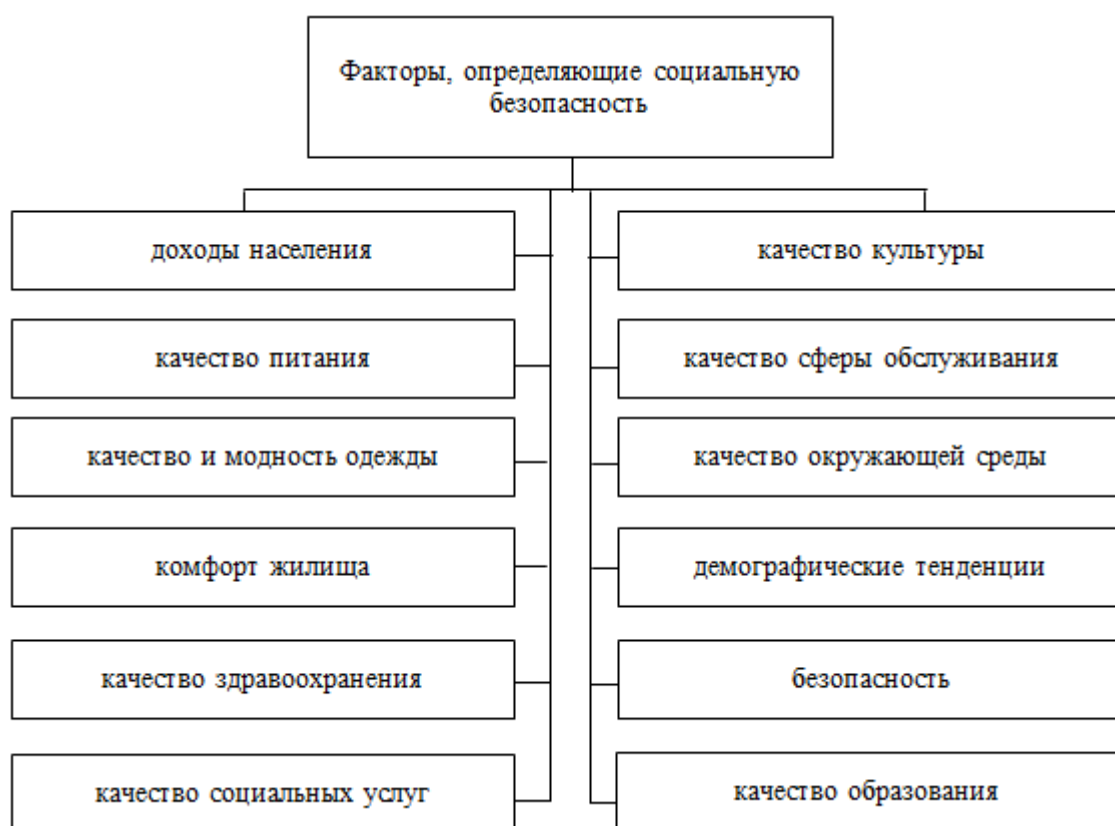 Факторы, определяющие социальную
безопасность
доходы населения
качество питания
качество и модность одежды
комфорт жилища
качество здравоохранения
качество социальных услуг
качество культуры
качество сферы обслуживания
качество окружающей среды
демографические тенденции
безопасность
качество образования